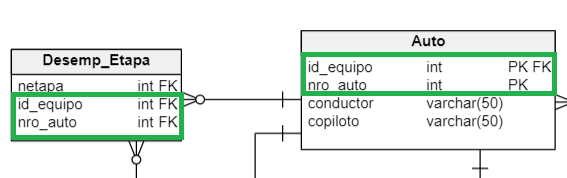 Desemp_Etapa
netapa int FK
id_equipo int FK
nro_auto int FK
Auto
id_equipo int PK FK
nro_auto int PK
conductor varchar(50)
copiloto varchar(50)